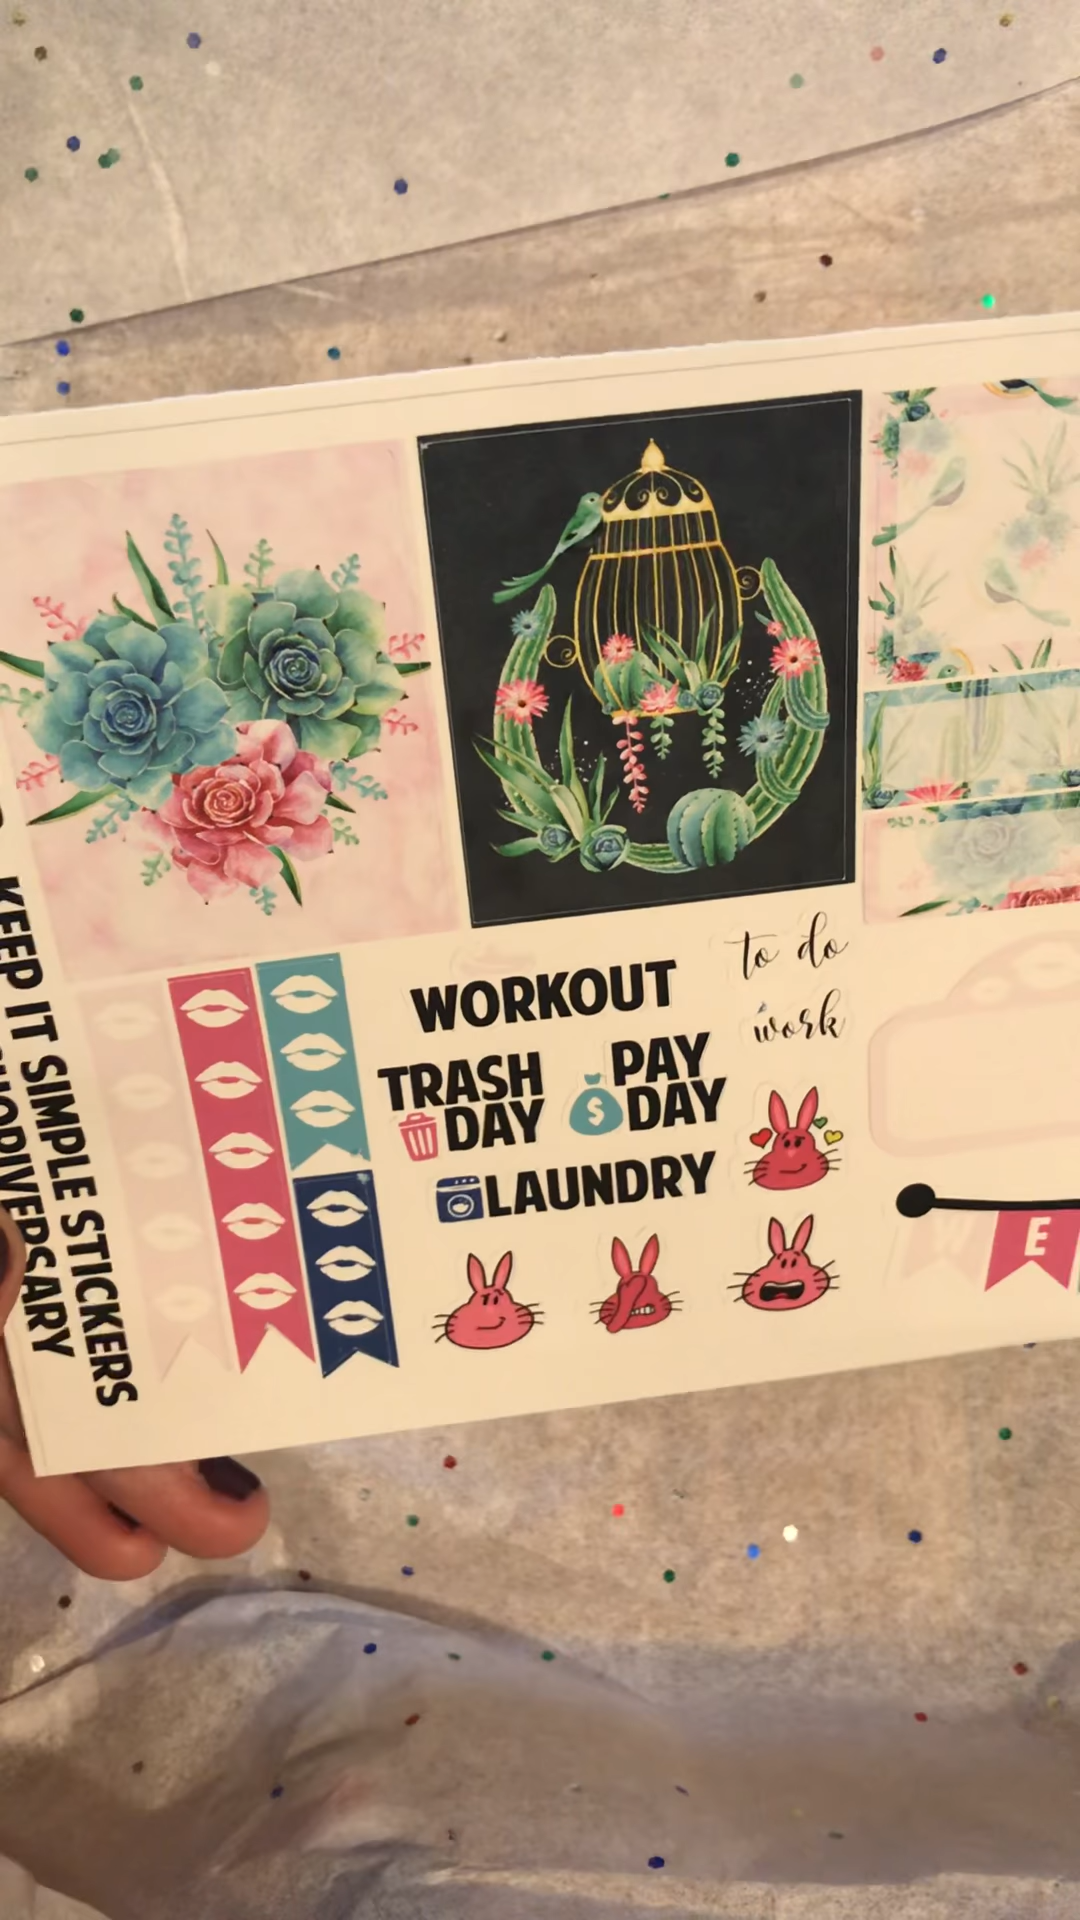 KEEP IT SIMPLE STICKERS
to do
WORKOUT
work
TRASH
DAY
PAY
DAY
$
LAUNDRY
W E